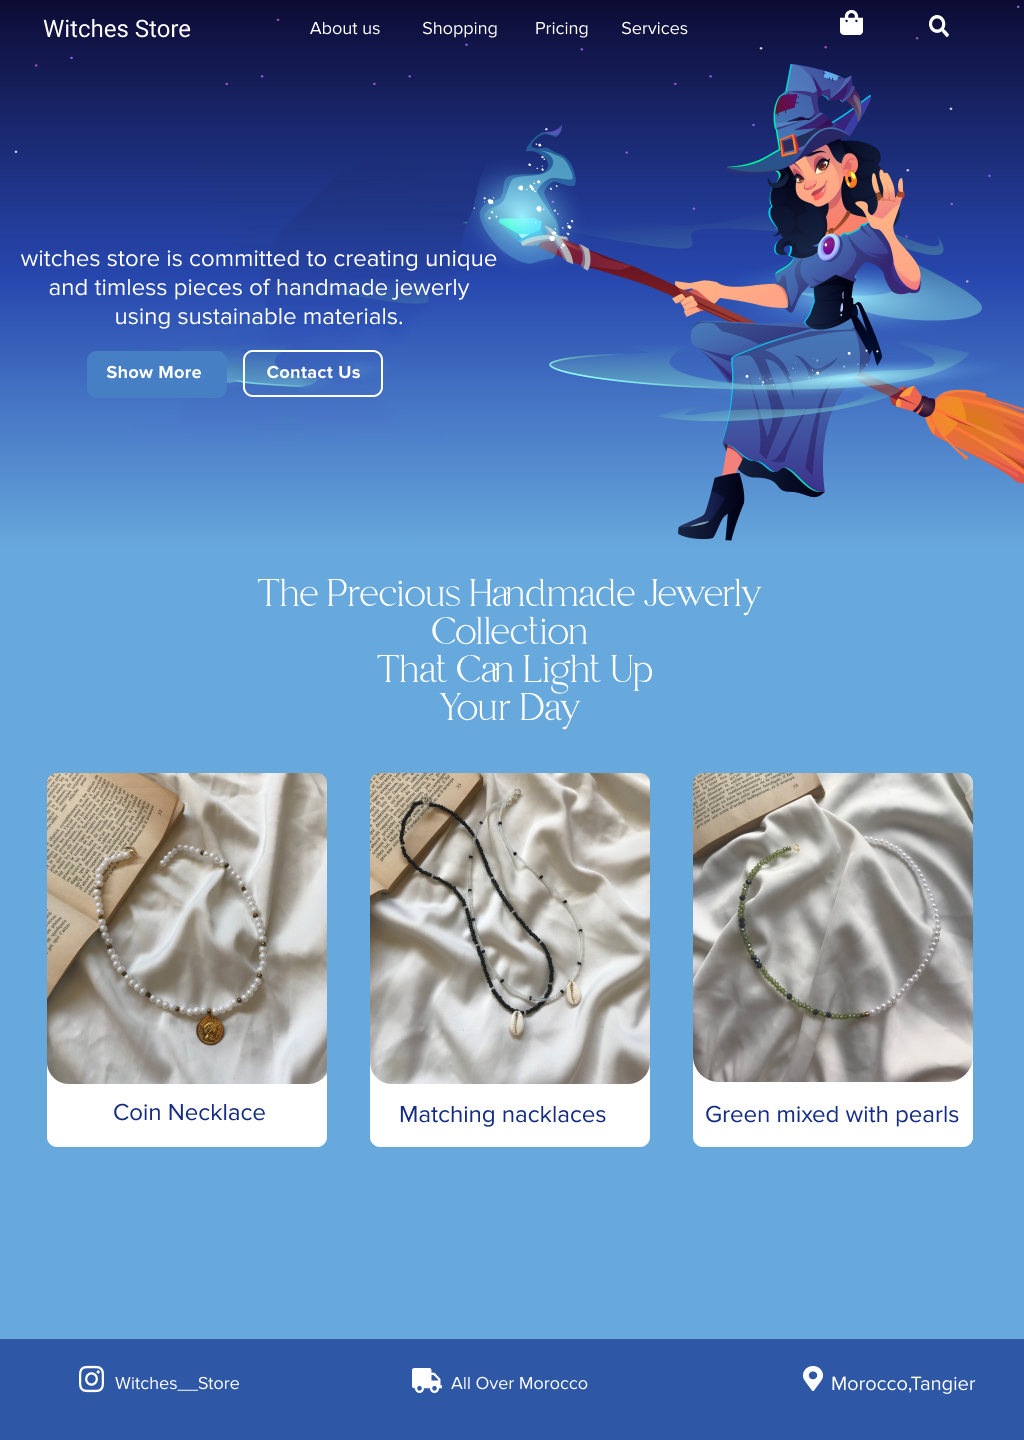 Witches Store
About us
Shopping
Pricing
Services
witches store is committed to creating unique
and timless pieces of handmade jewerly
using sustainable materials.
Show More
Contact Us
The Precious Handmade Jewerly
Collection
That Can Light Up
Your Day
Coin Necklace
Matching nacklaces
Green mixed with pearls
Witches__Store
All Over Morocco
Morocco,Tangier